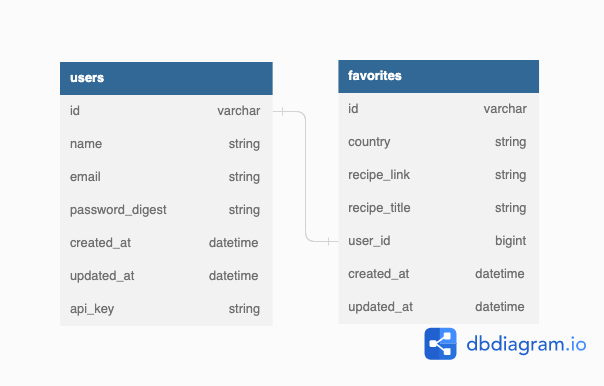 users
id varchar
name string
email string
password_digest string
created_at datetime
updated_at datetime
api_key string
favorites
id varchar
country string
recipe_link string
recipe_title string
user_id bigint
created_at datetime
updated_at datetime
dbdiagram.io